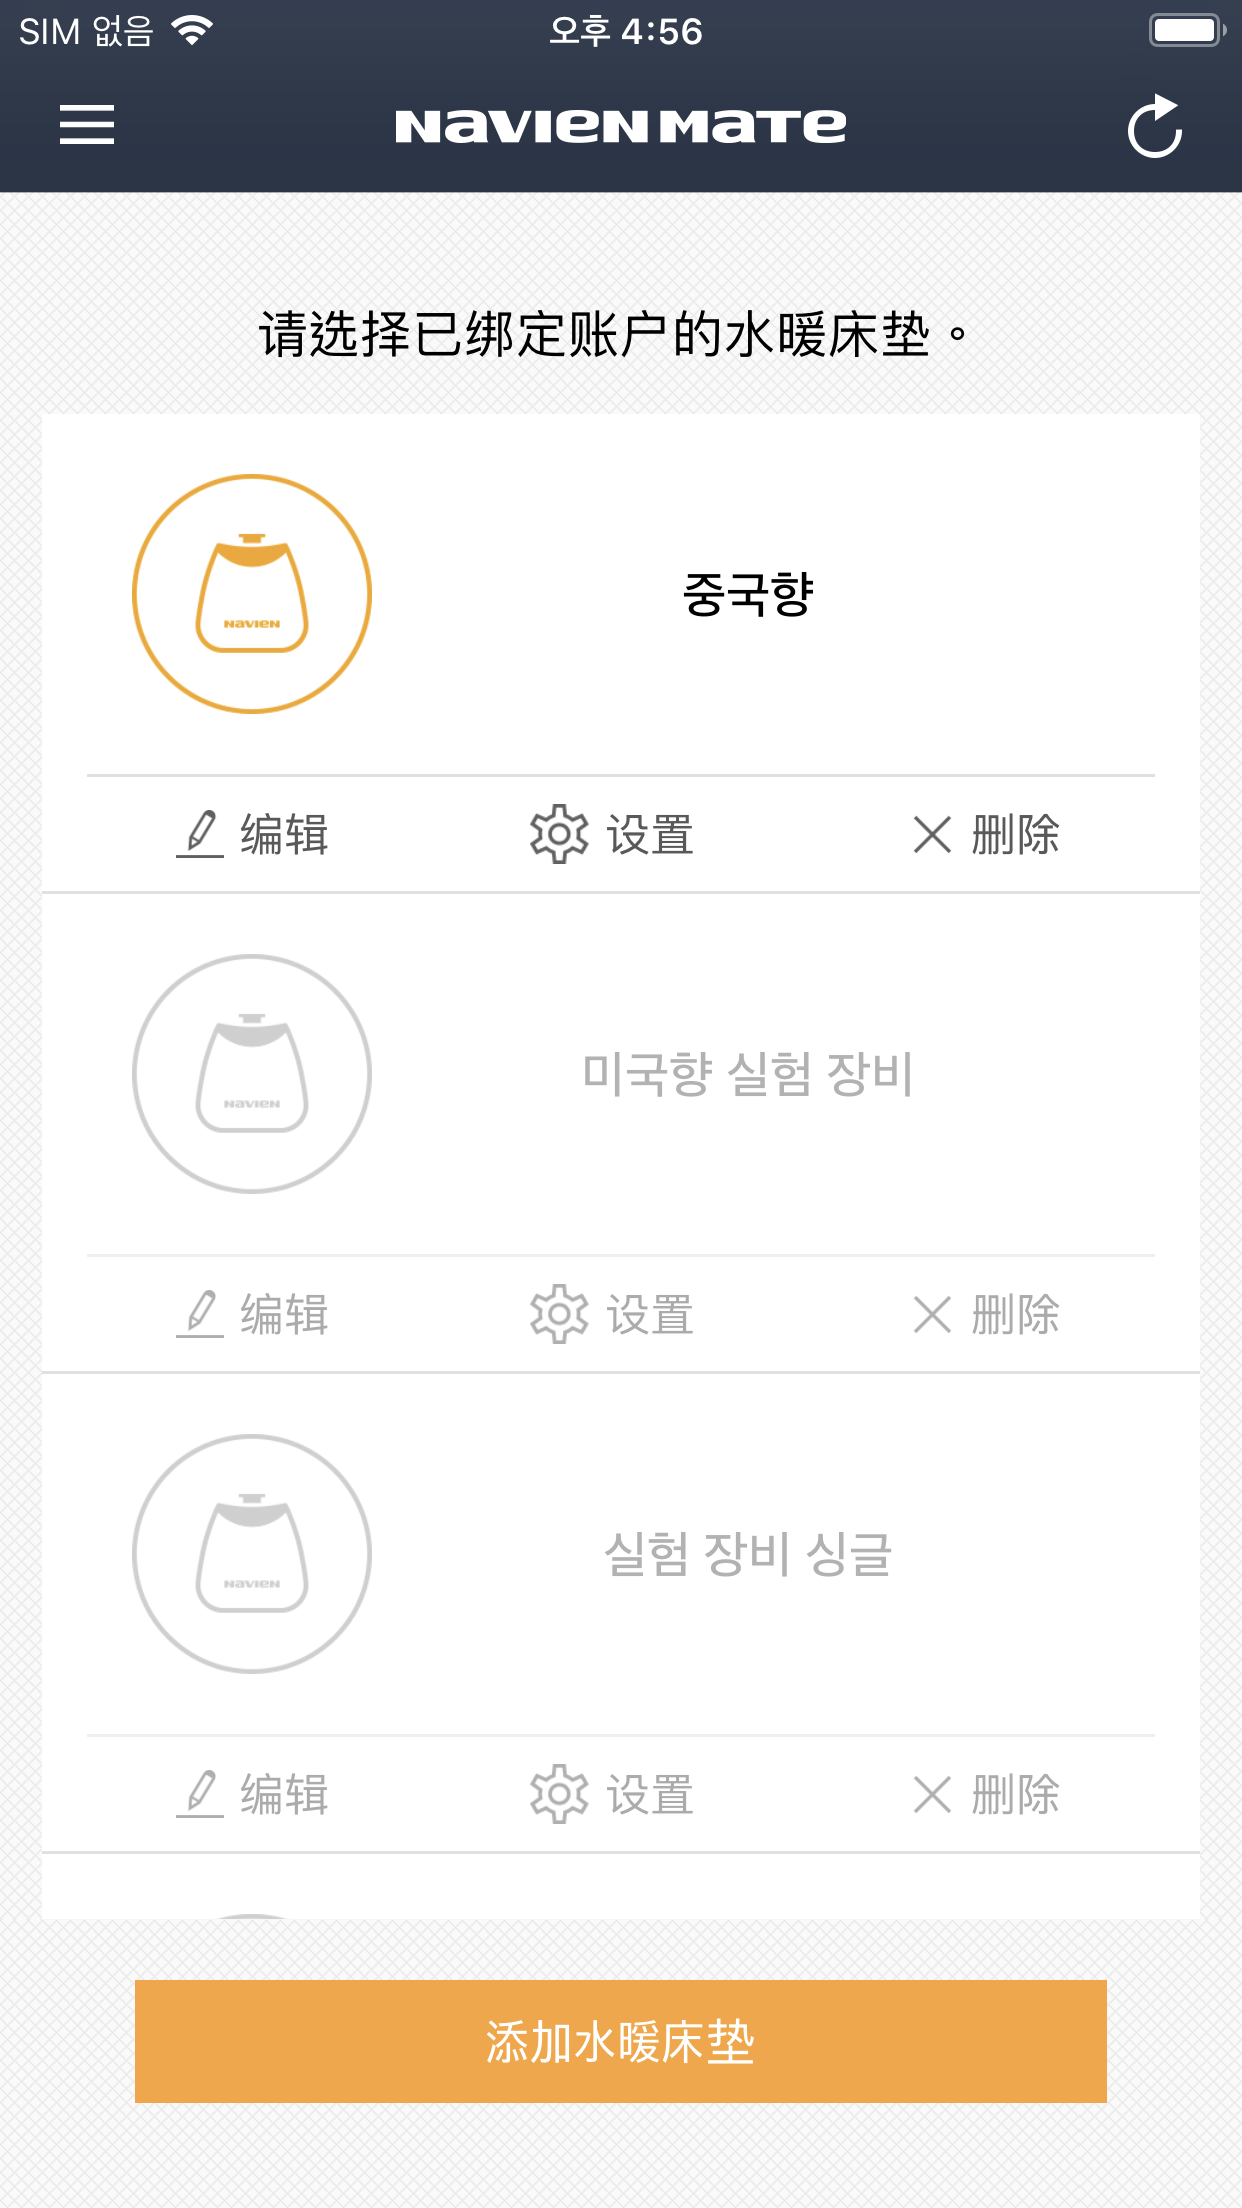 SIM 없음 오후 4:56
NAVIEN MATE
请选择已绑定账户的水暖床垫。
NAVIEN
중국향
编辑 设置 删除
NAVIEN
미국향 실험 장비
编辑 设置 删除
NAVIEN
실험 장비 싱글
编辑 设置 删除
添加水暖床垫